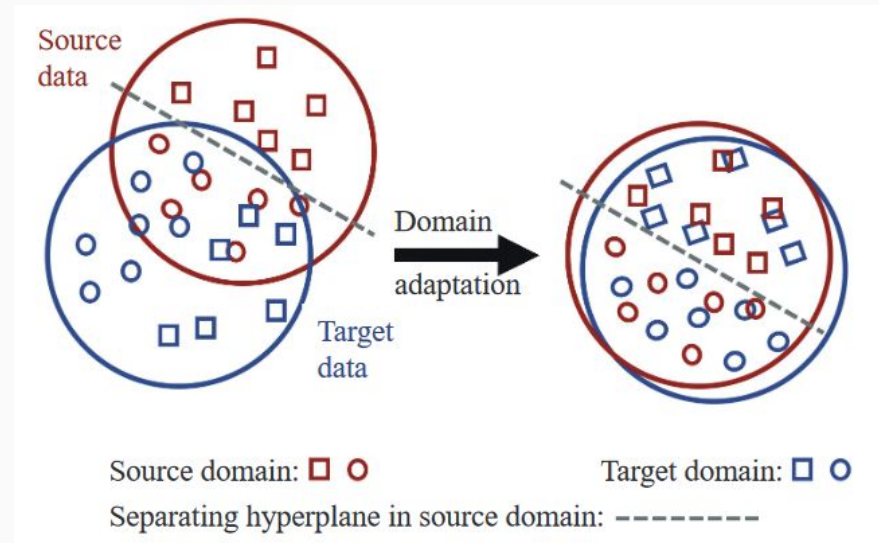 Source
data
Domain
adaptation
Target
data
Source domain:
Target domain:
Separating hyperplane in source domain: